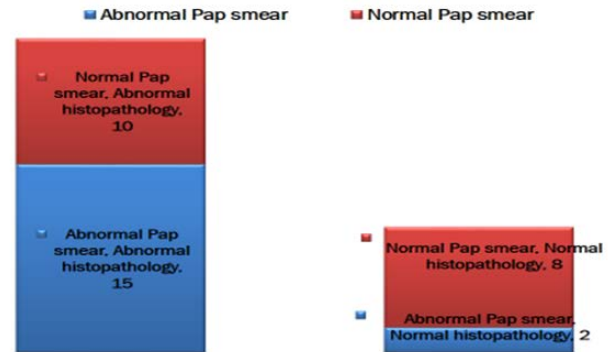 Abnormal Pap smear Normal Pap smear
Normal Pap
smear, Abnormal
histopathology,
10
Abnormal Pap
smear, Abnormal
histopathology,
15
Normal Pap smear, Normal
histopathology, 8
Abnormal Pap smear,
Normal histopathology, 2